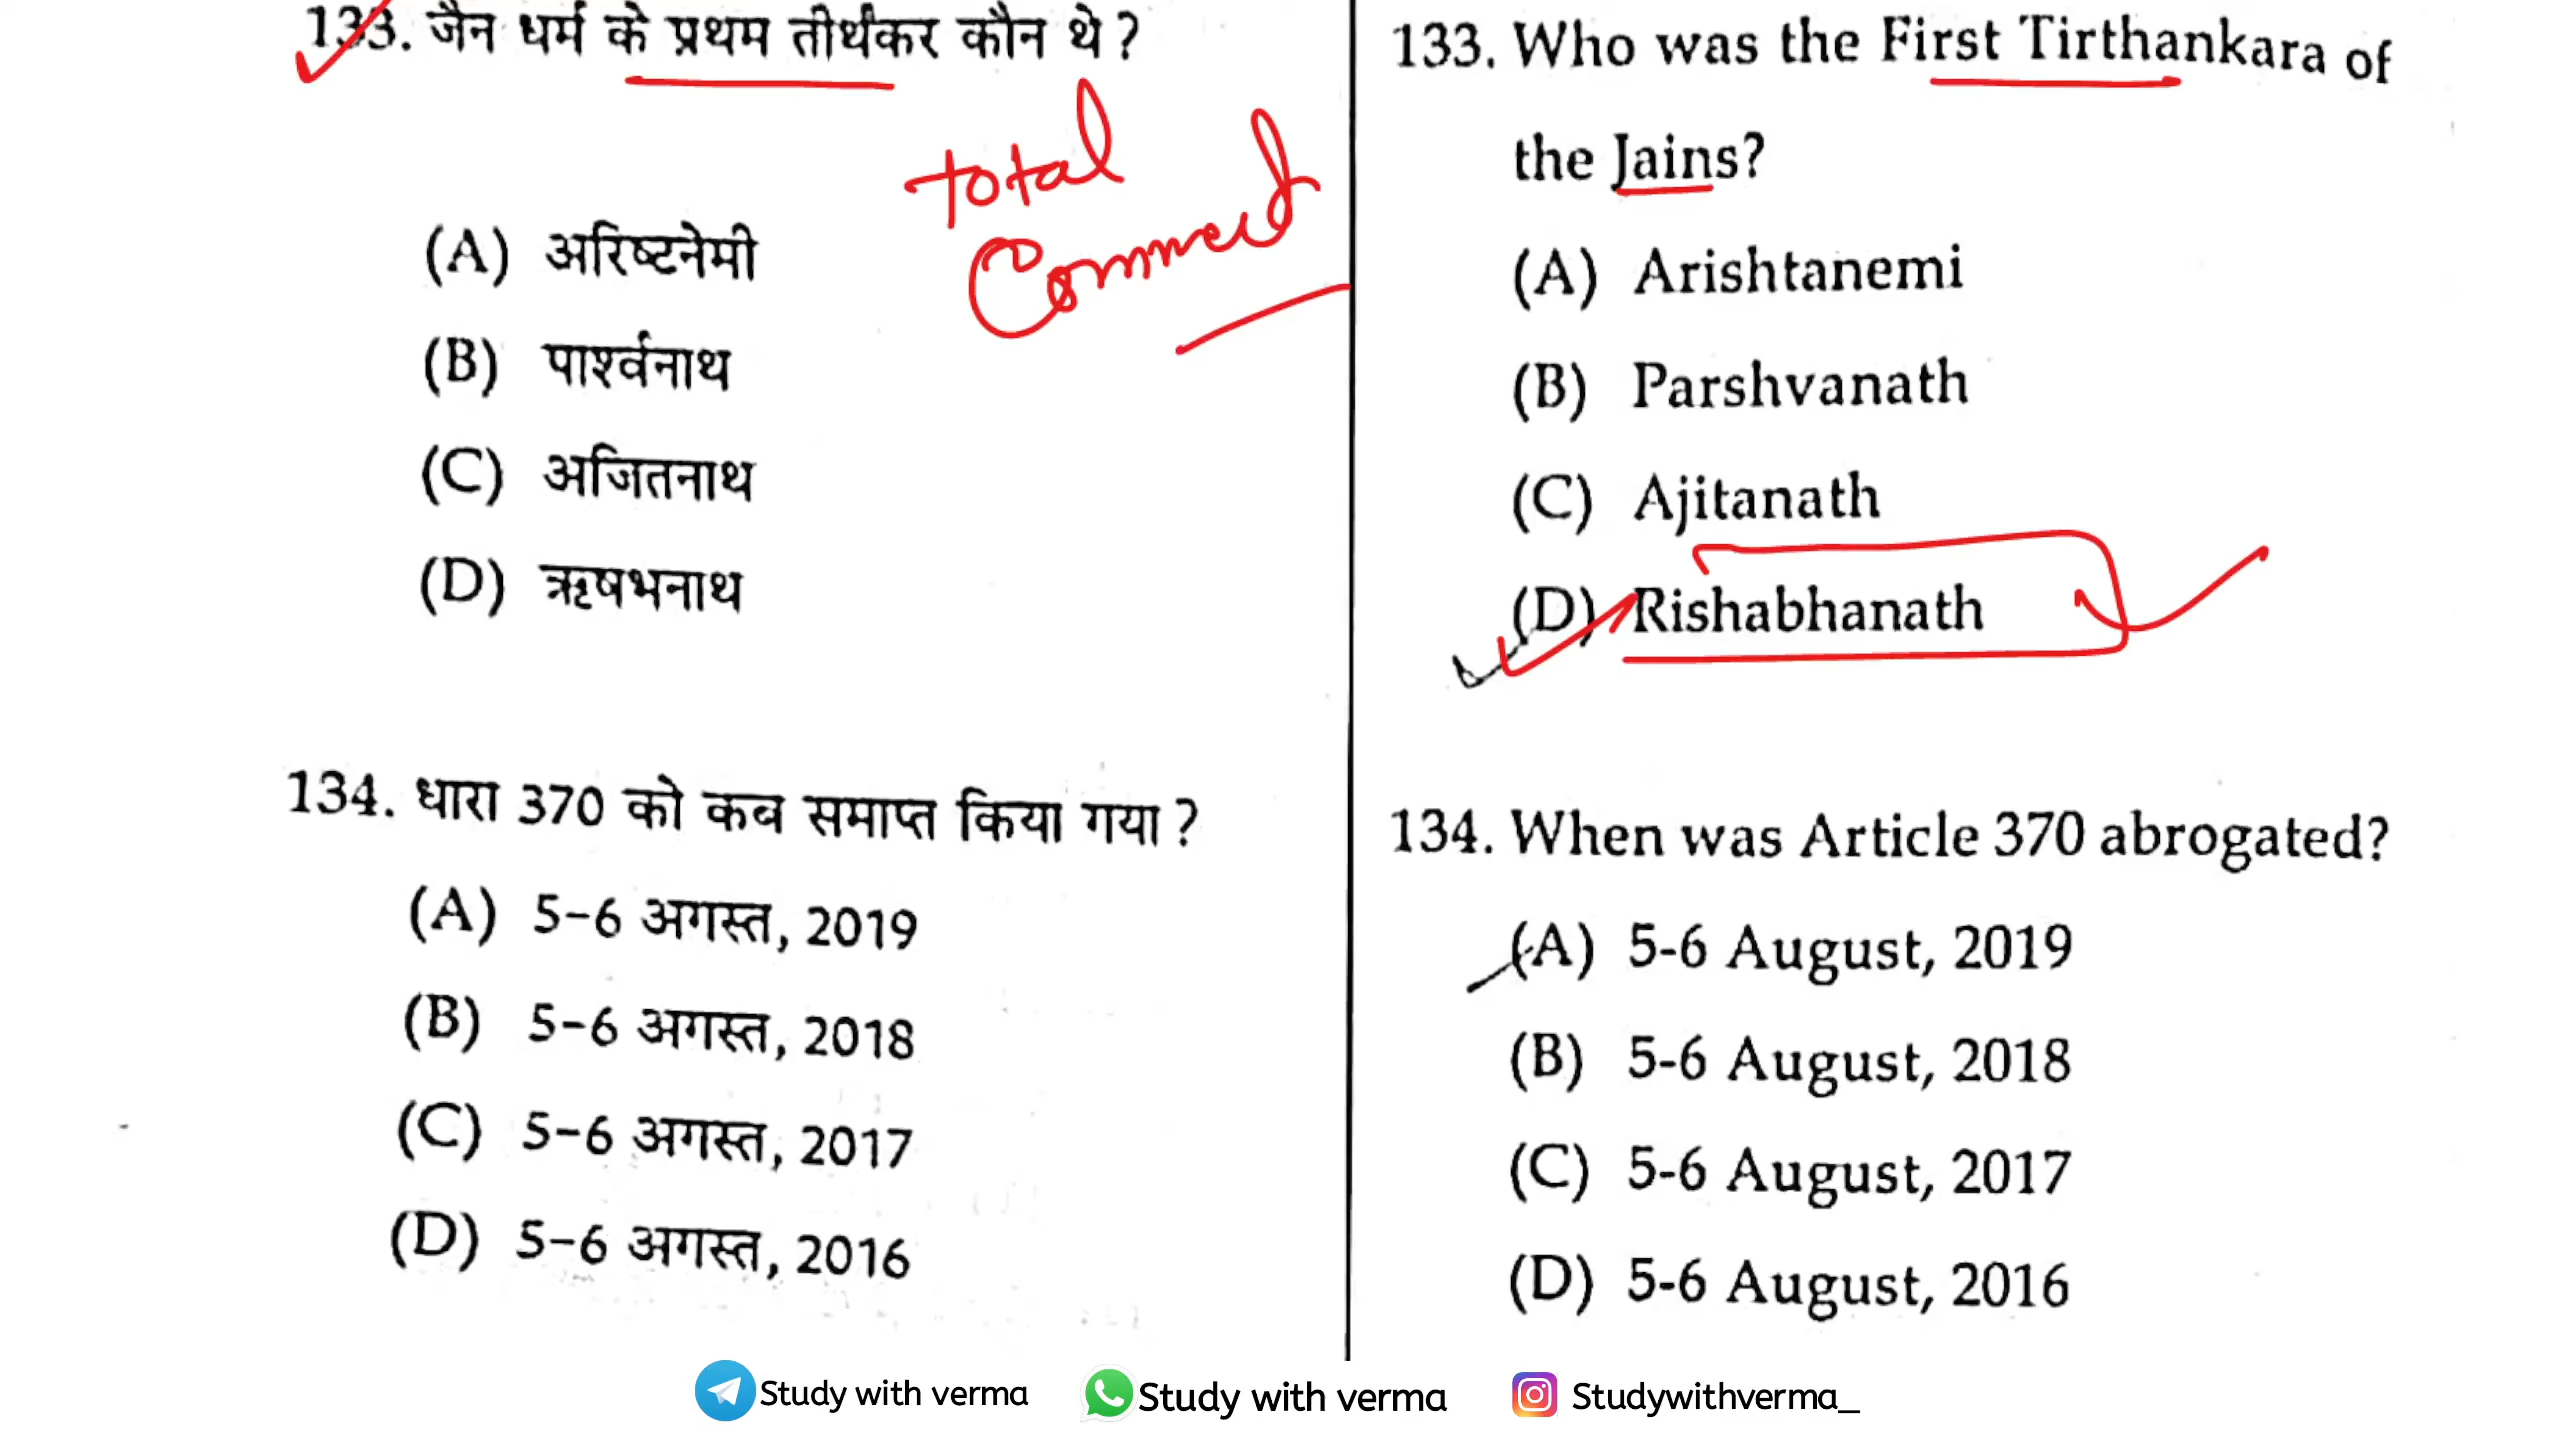 133. जैन धर्म के प्रथम तीर्थंकर कौन थे ?
total
Comment
(A) अरिष्टनेमी
(B) पार्श्वनाथ
(C) अजितनाथ
(D) ऋषभनाथ
134. धारा 370 को कब समाप्त किया गया ?
(A) 5-6 अगस्त, 2019
(B) 5-6 अगस्त, 2018
(C) 5-6 अगस्त, 2017
(D) 5-6 अगस्त, 2016
133. Who was the First Tirthankara of
the Jains?
(A) Arishtanemi
(B) Parshvanath
(C) Ajitanath
(D) Rishabhanath
134. When was Article 370 abrogated?
(A) 5-6 August, 2019
(B) 5-6 August, 2018
(C) 5-6 August, 2017
(D) 5-6 August, 2016
Study with verma
Study with verma
Studywithverma_